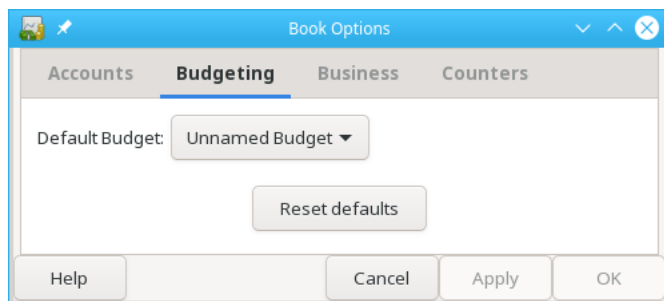 Book Options
Accounts Budgeting Business Counters
Default Budget: Unnamed Budget
Reset defaults
Help Cancel Apply OK